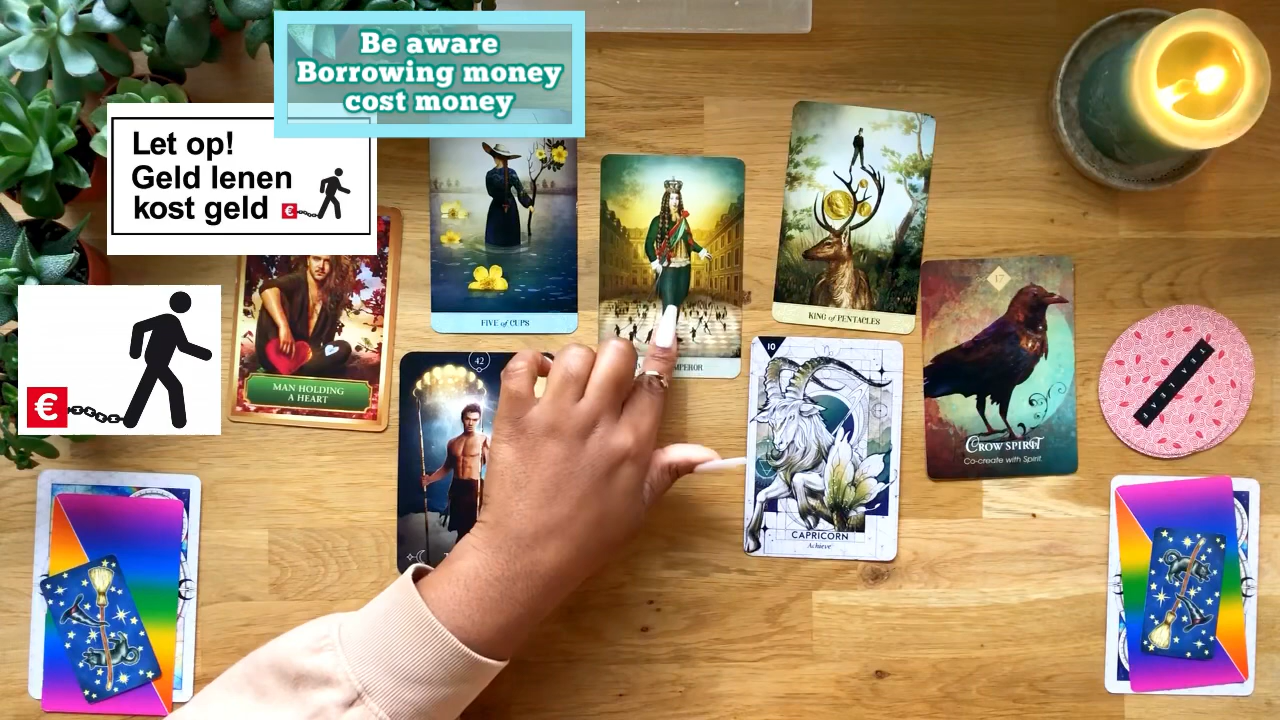 Be aware
Borrowing money
cost money
Let op!
Geld lenen
kost geld
€
€
MAN HOLDING
A HEART
FIVE of CUPS
EMPEROR
KING of PENTACLES
42
10
CAPRICORN
Achieve
17
CROW SPIRIT
Co-create with Spirit.